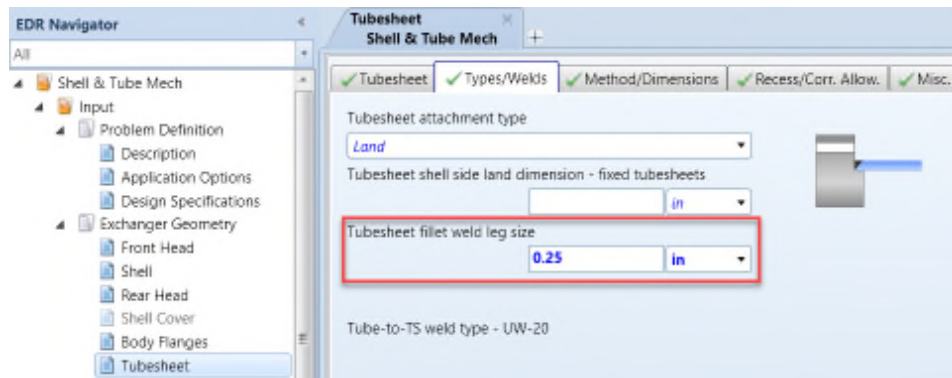 EDR Navigator
All
Shell & Tube Mech
Input
Problem Definition
Description
Application Options
Design Specifications
Exchanger Geometry
Front Head
Shell
Rear Head
Shell Cover
Body Flanges
Tubesheet
Tubesheet
Shell & Tube Mech
Tubesheet
Types/Welds
Method/Dimensions
Recess/Corr. Allow.
Misc.
Tubesheet attachment type
Land
Tubesheet shell side land dimension - fixed tubesheets
in
Tubesheet fillet weld leg size
0.25 in
Tube-to-TS weld type - UW-20